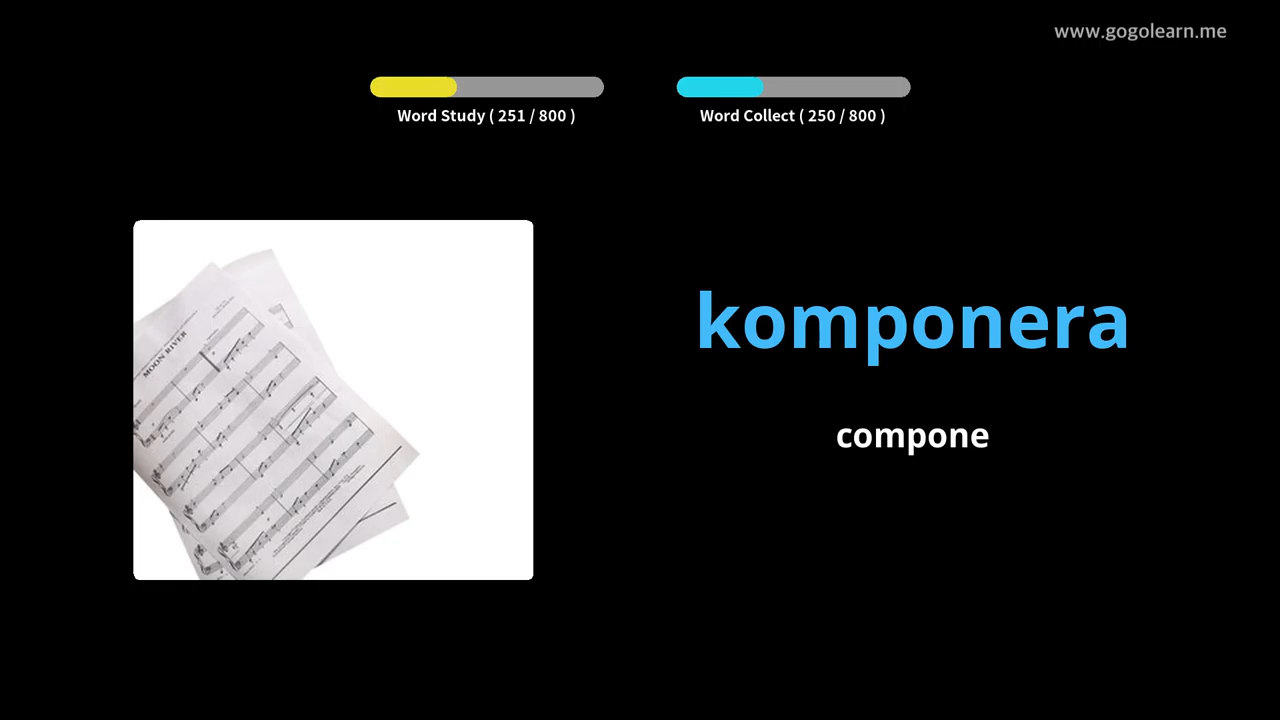 www.gogolearn.me
Word Study ( 251 / 800 )
Word Collect ( 250 / 800 )
MOON RIVER
komponera
compone